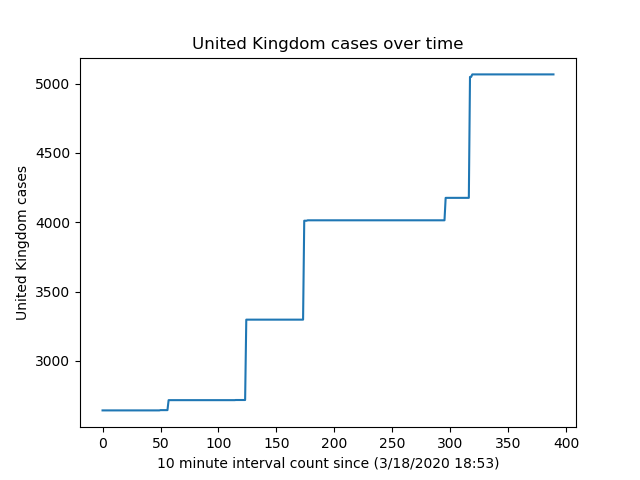 United Kingdom cases over time
5000
4500
4000
3500
3000
United Kingdom cases
0 50 100 150 200 250 300 350 400
10 minute interval count since (3/18/2020 18:53)